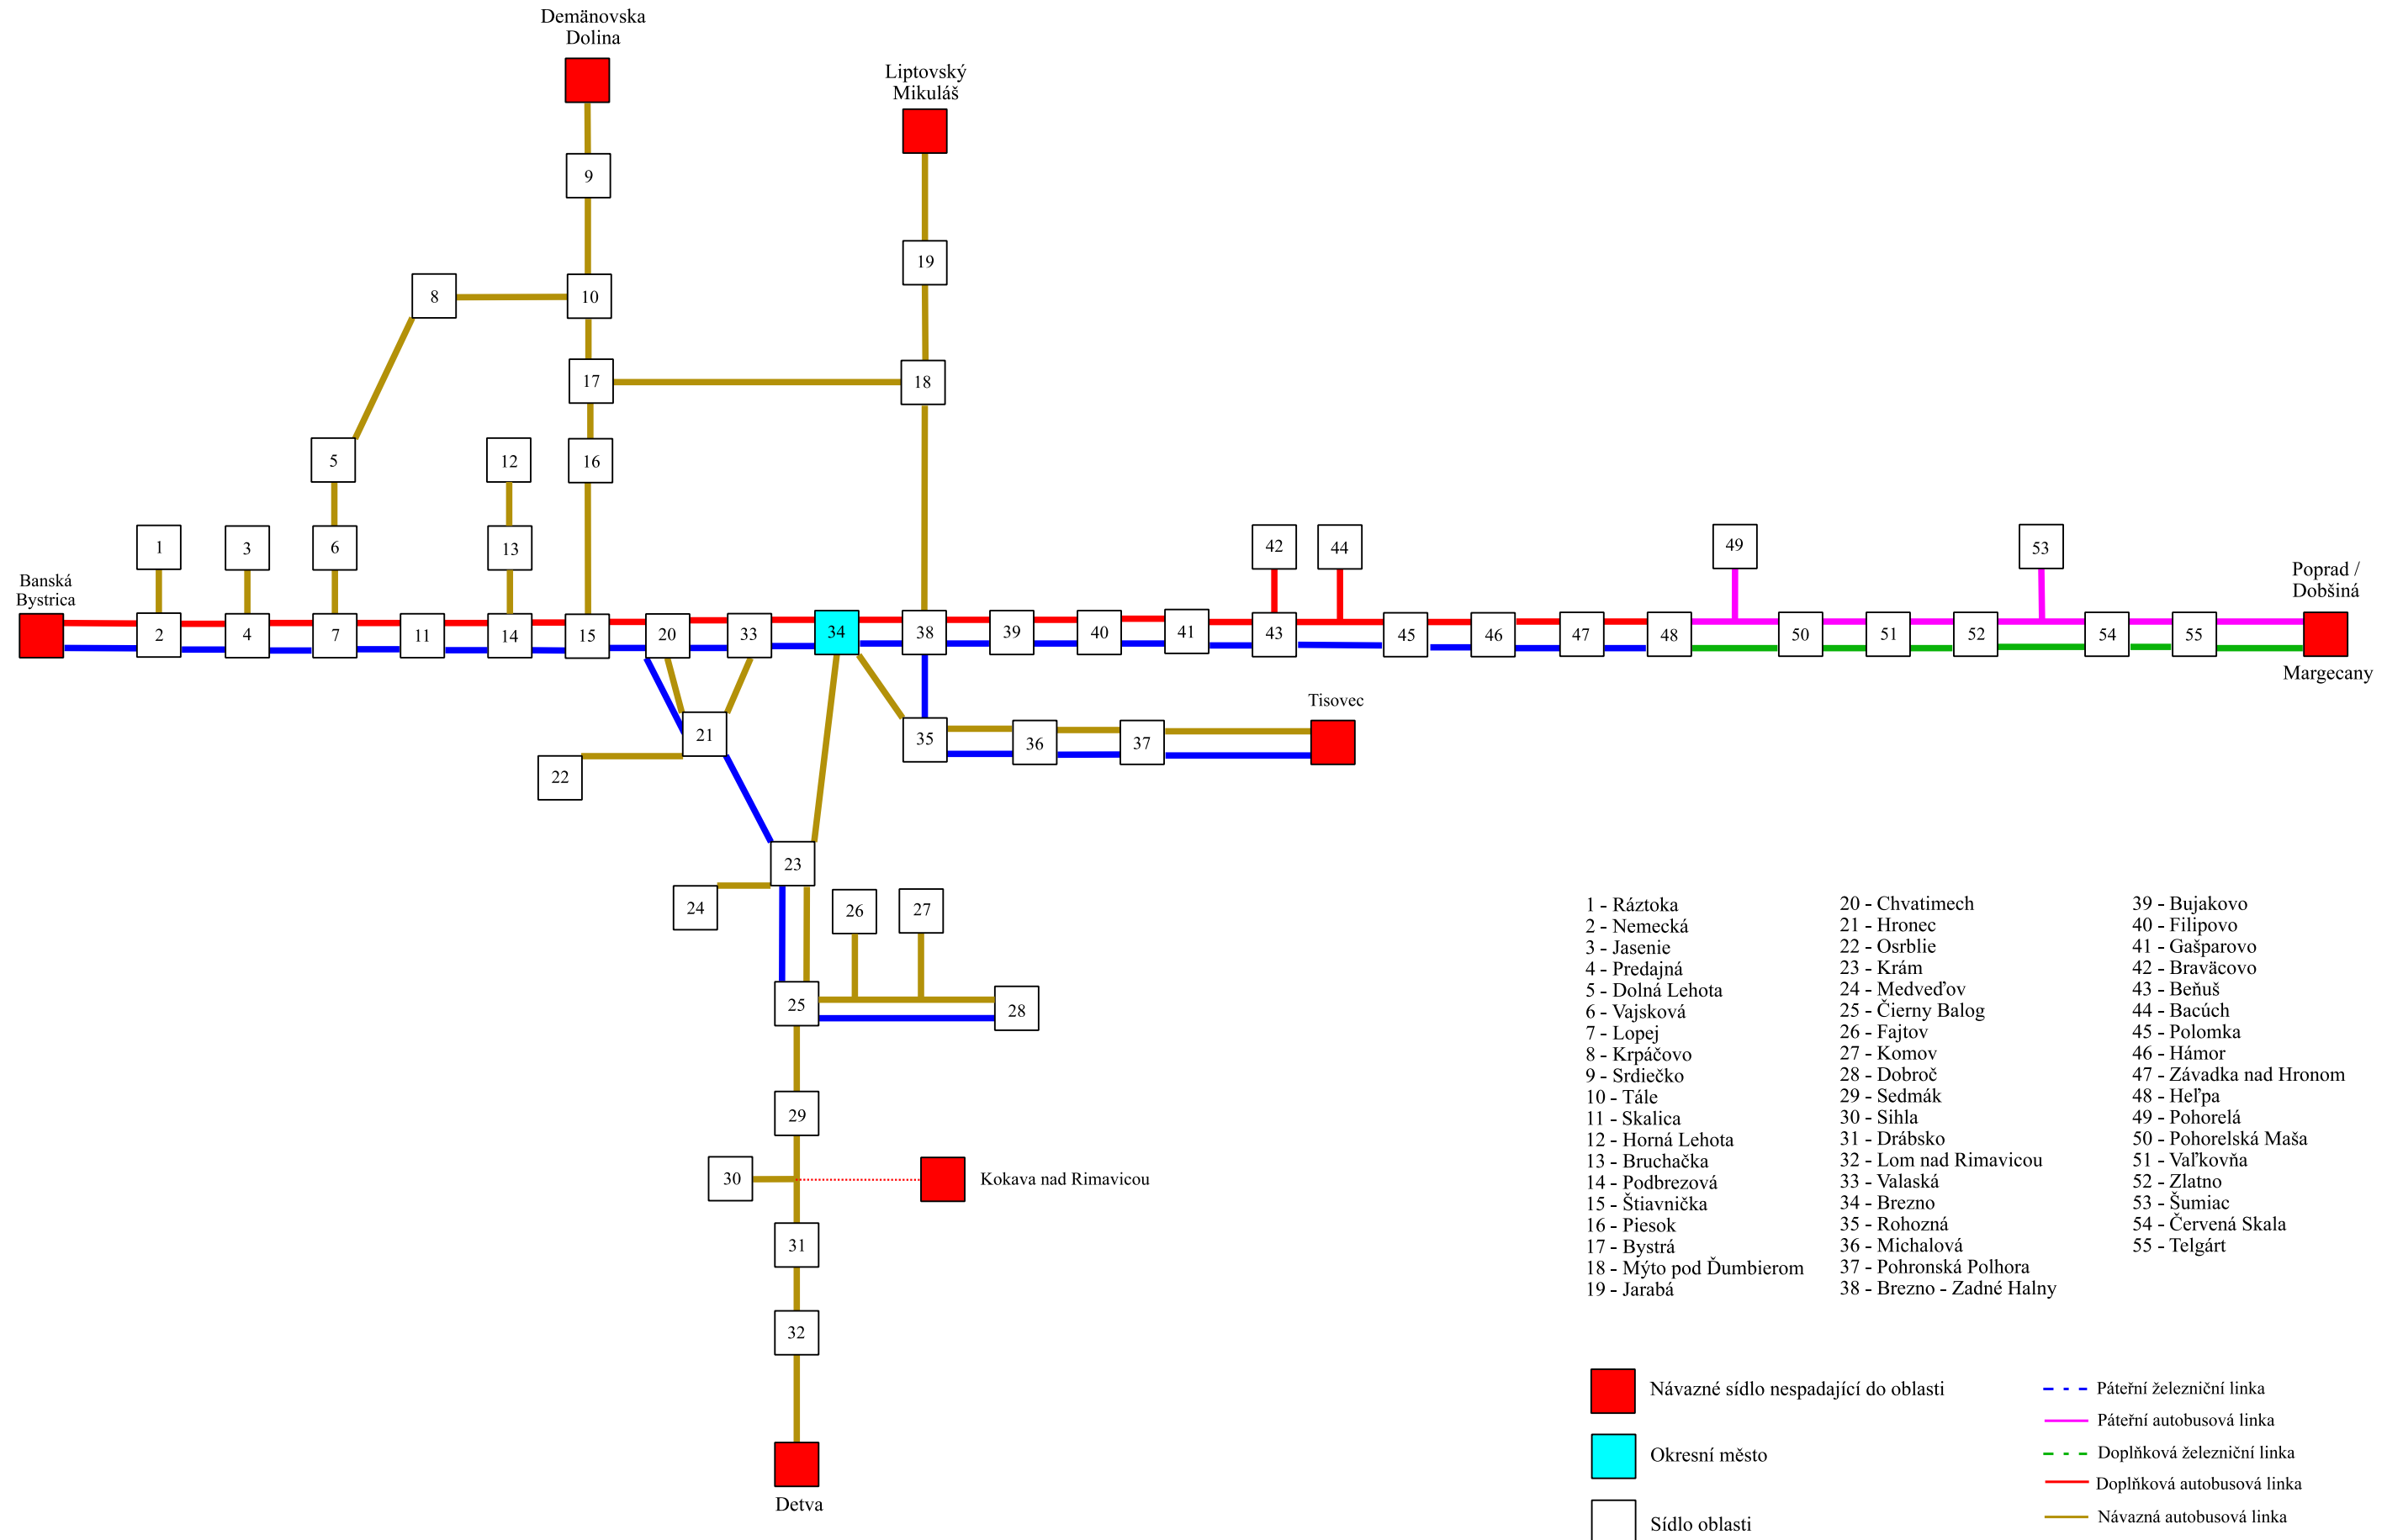 Demänovska
Dolina
Liptovský
Mikuláš
9
19
8
10
17
18
5
12
16
1
3
6
13
42
44
49
53
Banská
Bystrica
Poprad /
Dobšiná
2
4
7
11
14
15
20
33
34
38
39
40
41
43
45
46
47
48
50
51
52
54
55
Margecany
Tisovec
21
35
36
37
22
23
24
26
27
25
28
29
30
Kokava nad Rimavicou
31
32
Detva
1 - Ráztoka
2 - Nemecká
3 - Jasenie
4 - Predajná
5 - Dolná Lehota
6 - Vajsková
7 - Lopej
8 - Krpáčovo
9 - Srdiečko
10 - Tále
11 - Skalica
12 - Horná Lehota
13 - Bruchačka
14 - Podbrezová
15 - Štiavnička
16 - Piesok
17 - Bystrá
18 - Mýto pod Ďumbierom
19 - Jarabá
20 - Chvatimech
21 - Hronec
22 - Osrblie
23 - Krám
24 - Medveďov
25 - Čierny Balog
26 - Fajtov
27 - Komov
28 - Dobroč
29 - Sedmák
30 - Sihla
31 - Drábsko
32 - Lom nad Rimavicou
33 - Valaská
34 - Brezno
35 - Rohozná
36 - Michalová
37 - Pohronská Polhora
38 - Brezno - Zadné Halny
39 - Bujakovo
40 - Filipovo
41 - Gašparovo
42 - Braväcovo
43 - Beňuš
44 - Bacúch
45 - Polomka
46 - Hámor
47 - Závadka nad Hronom
48 - Heľpa
49 - Pohorelá
50 - Pohorelská Maša
51 - Vaľkovňa
52 - Zlatno
53 - Šumiac
54 - Červená Skala
55 - Telgárt
Návazné sídlo nespadající do oblasti
Okresní město
Sídlo oblasti
Páteřní železniční linka
Páteřní autobusová linka
Doplňková železniční linka
Doplňková autobusová linka
Návazná autobusová linka